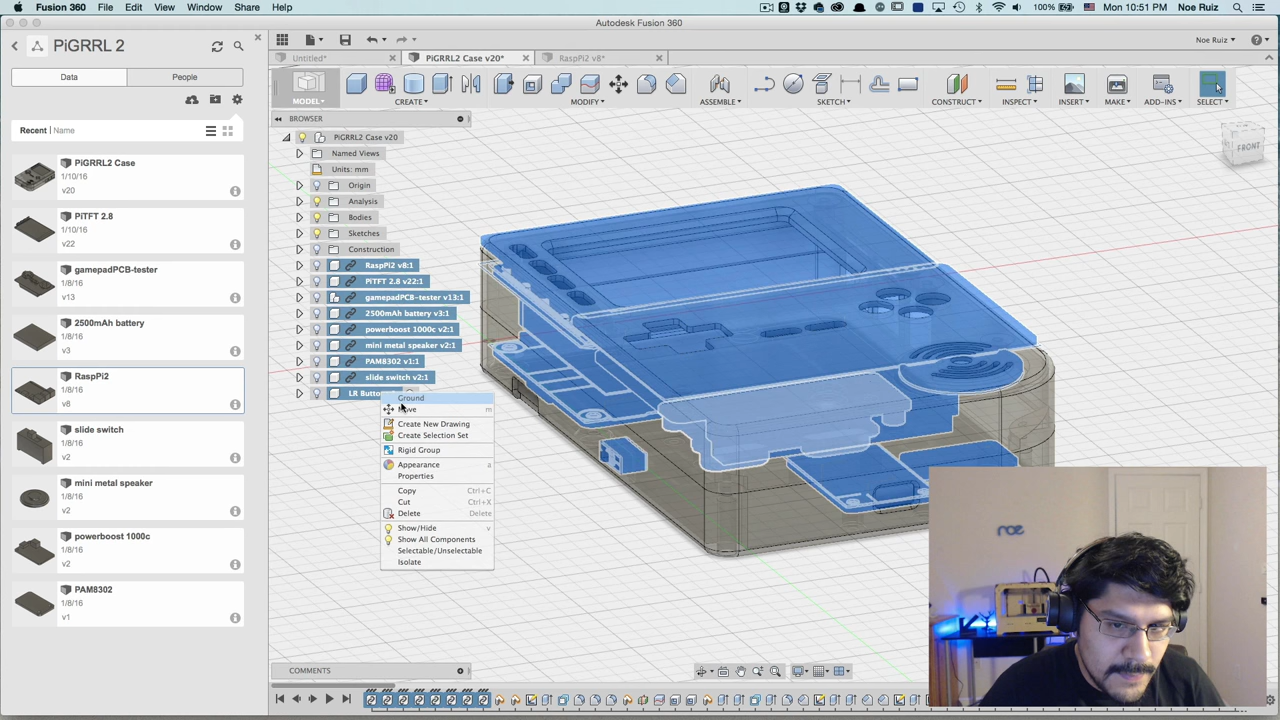 Fusion 360 File Edit View Window Share Help
100% Mon 10:51 PM Noe Ruiz
Autodesk Fusion 360
PiGRRL 2
Noe Ruiz
Data People
Untitled* PiGRRL2 Case v20* RaspPi2 v8*
MODEL CREATE MODIFY ASSEMBLE SKETCH CONSTRUCT INSPECT INSERT MAKE ADD-INS SELECT
Recent | Name
BROWSER
PiGRRL2 Case v20
Named Views
Units: mm
Origin
Analysis
Bodies
Sketches
Construction
RaspPi2 v8:1
PiTFT 2.8 v22:1
gamepadPCB-tester v13:1
2500mAh battery v3:1
powerboost 1000c v2:1
mini metal speaker v2:1
PAM8302 v1:1
slide switch v2:1
FRONT
PiGRRL2 Case
1/10/16
v20
PiTFT 2.8
1/10/16
v22
gamepadPCB-tester
1/8/16
v13
2500mAh battery
1/8/16
v3
RaspPi2
1/8/16
v8
slide switch
1/8/16
v2
mini metal speaker
1/8/16
v2
powerboost 1000c
1/8/16
v2
PAM8302
1/8/16
v1
Ground
Move m
Create New Drawing
Create Selection Set
Rigid Group
Appearance a
Properties
Copy Ctrl+C
Cut Ctrl+X
Delete Delete
Show/Hide v
Show All Components
Selectable/Unselectable
Isolate
noe
COMMENTS